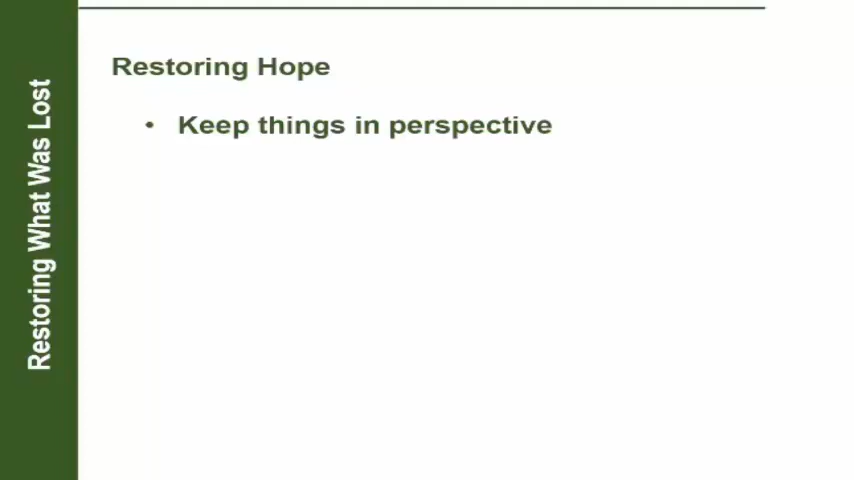 Restoring What Was Lost
Restoring Hope
• Keep things in perspective